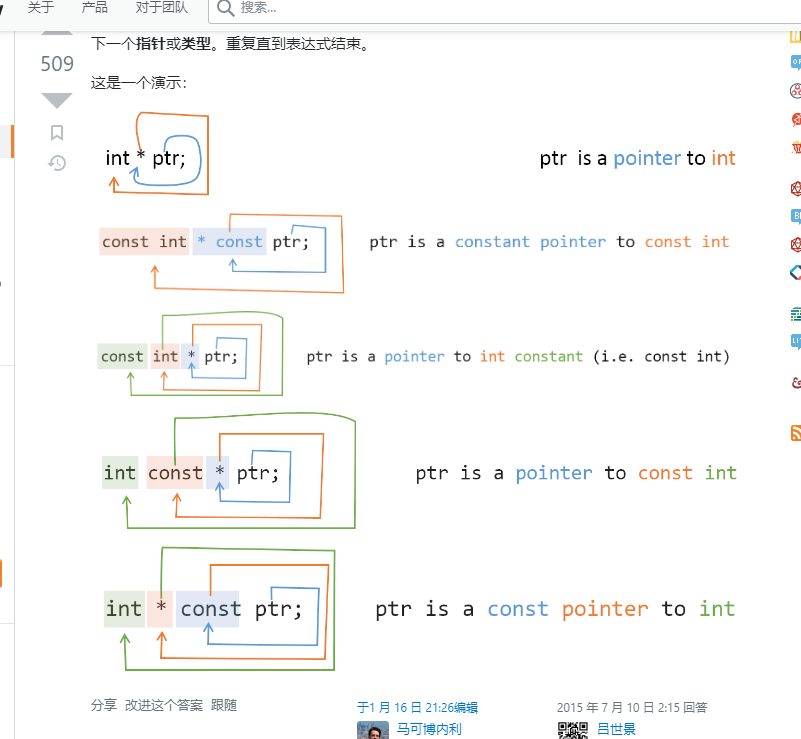 关于 产品 对于团队 搜索...
下一个指针或类型。重复直到表达式结束。
509
这是一个演示：
int * ptr; ptr is a pointer to int
const int * const ptr; ptr is a constant pointer to const int
const int * ptr; ptr is a pointer to int constant (i.e. const int)
int const * ptr; ptr is a pointer to const int
int * const ptr; ptr is a const pointer to int
分享 改进这个答案 跟随 于1 月 16 日 21:26编辑 2015 年 7 月 10 日 2:15 回答
马可博内利 吕世景